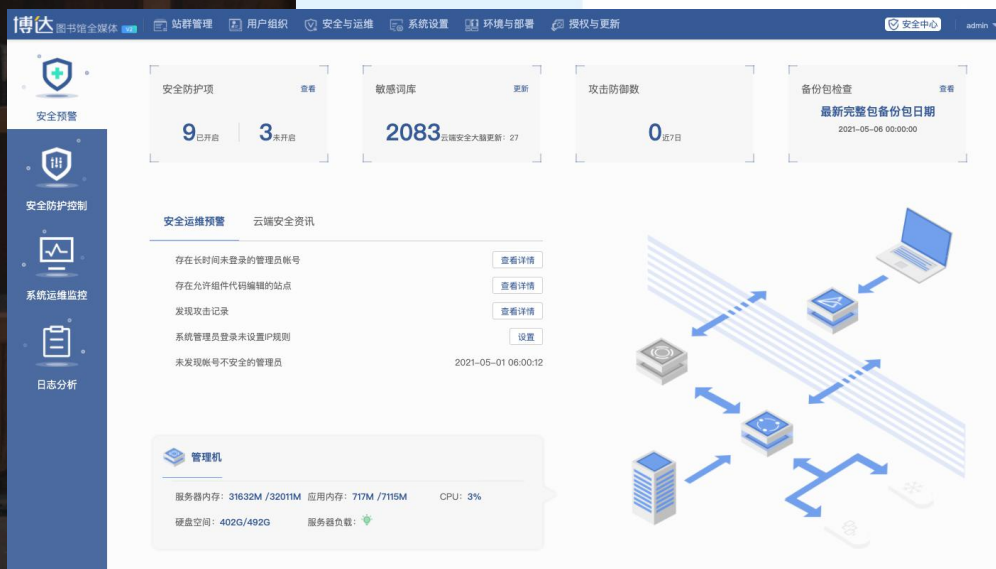 博达 图书馆全媒体 V2 站群管理 用户组织 安全与运维 系统设置 环境与部署 授权与更新 安全中心 admin
安全预警
安全防护控制
系统运维监控
日志分析
安全防护项 查看
9已开启 3未开启
敏感词库 更新
2083云端安全大脑更新：27
攻击防御数
0近7日
备份包检查 查看
最新完整包备份包日期
2021-05-06 00:00:00
安全运维预警 云端安全资讯
存在长时间未登录的管理员帐号 查看详情
存在允许组件代码编辑的站点 查看详情
发现攻击记录 查看详情
系统管理员登录未设置IP规则 设置
未发现帐号不安全的管理员 2021-05-01 06:00:12
管理机
服务器内存：31632M /32011M 应用内存：717M /7115M CPU：3%
硬盘空间：402G/492G 服务器负载：